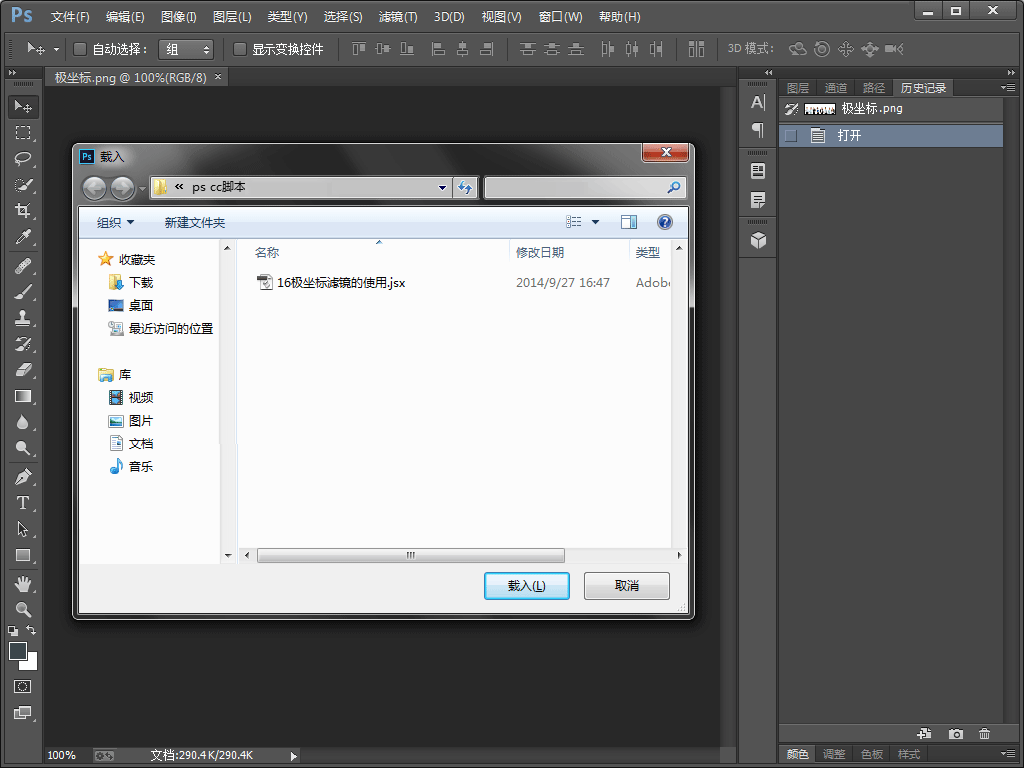 Ps 文件(F) 编辑(E) 图像(I) 图层(L) 类型(Y) 选择(S) 滤镜(T) 3D(D) 视图(V) 窗口(W) 帮助(H)
自动选择： 组 显示变换控件 3D 模式：
极坐标.png @ 100%(RGB/8) ×
图层 通道 路径 历史记录
极坐标.png
打开
Ps 载入
« ps cc脚本
组织 新建文件夹
名称 修改日期 类型
16极坐标滤镜的使用.jsx 2014/9/27 16:47 Adob
收藏夹
下载
桌面
最近访问的位置
库
视频
图片
文档
音乐
载入(L) 取消
100% 文档:290.4K/290.4K
颜色 调整 色板 样式